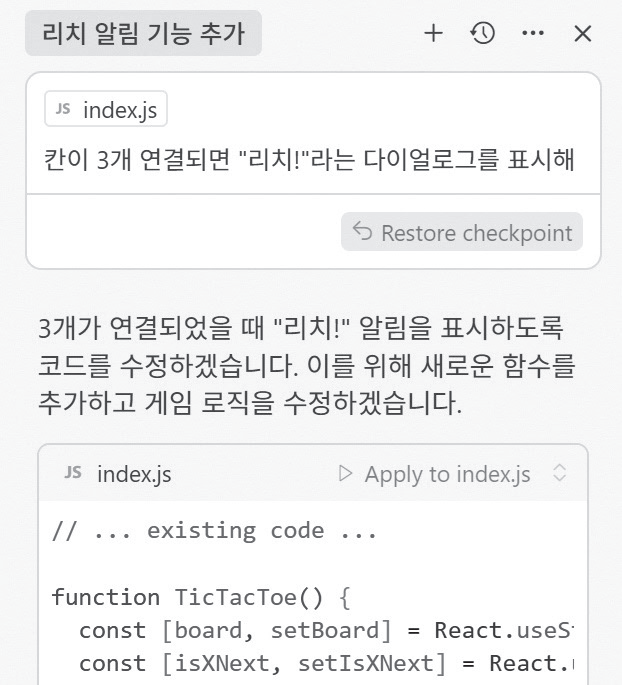 리치 알림 기능 추가
JS index.js
칸이 3개 연결되면 "리치!"라는 다이얼로그를 표시해
Restore checkpoint
3개가 연결되었을 때 "리치!" 알림을 표시하도록
코드를 수정하겠습니다. 이를 위해 새로운 함수를
추가하고 게임 로직을 수정하겠습니다.
JS index.js Apply to index.js
// ... existing code ...
function TicTacToe() {
const [board, setBoard] = React.useS
const [isXNext, setIsXNext] = React.